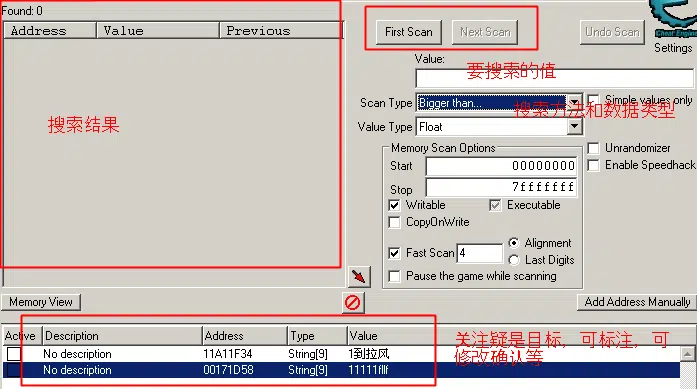 Found: 0
Address Value Previous
搜索结果
First Scan Next Scan Undo Scan
Cheat Engine
Settings
Value:
要搜索的值
Scan Type Bigger than... Simple values only
搜索方法和数据类型
Value Type Float
Memory Scan Options
Unrandomizer
Start 00000000
Enable Speedhack
Stop 7fffffff
Writable Executable
CopyOnWrite
Fast Scan 4 Alignment
Last Digits
Pause the game while scanning
Memory View Add Address Manually
Active Description Address Type Value
No description 11A11F34 String[9] 1到拉风
No description 00171D58 String[9] 11111fllf
关注疑是目标，可标注，可
修改确认等